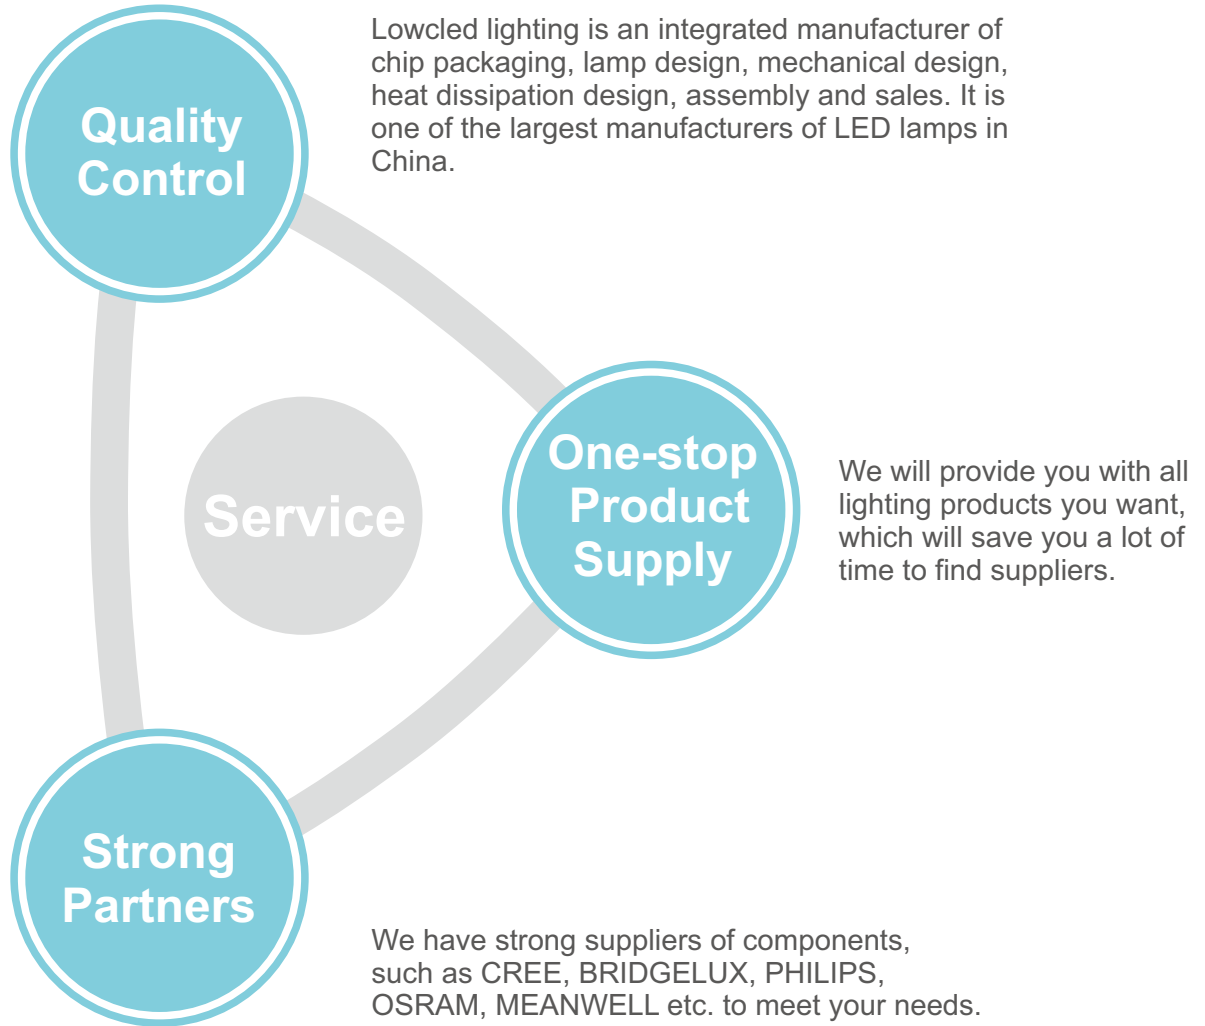 Quality
Control
Lowcled lighting is an integrated manufacturer of
chip packaging, lamp design, mechanical design,
heat dissipation design, assembly and sales. It is
one of the largest manufacturers of LED lamps in
China.
Service
One-stop
Product
Supply
We will provide you with all
lighting products you want,
which will save you a lot of
time to find suppliers.
Strong
Partners
We have strong suppliers of components,
such as CREE, BRIDGELUX, PHILIPS,
OSRAM, MEANWELL etc. to meet your needs.